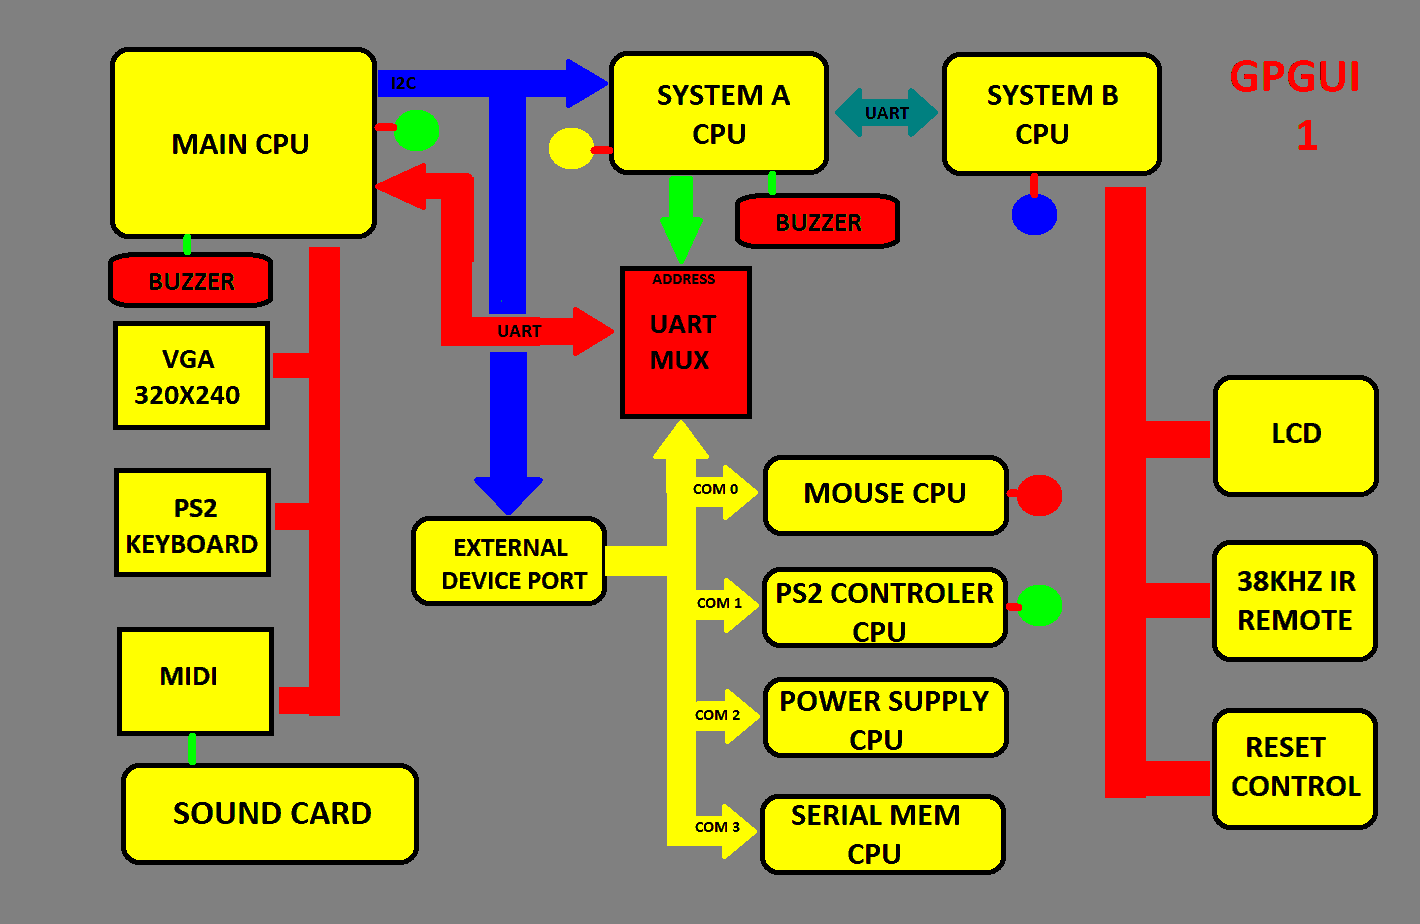 I2C
MAIN CPU
SYSTEM A
CPU
UART
SYSTEM B
CPU
GPGUI
1
BUZZER
BUZZER
ADDRESS
UART
MUX
UART
VGA
320X240
PS2
KEYBOARD
MIDI
SOUND CARD
EXTERNAL
DEVICE PORT
COM 0
MOUSE CPU
COM 1
PS2 CONTROLER
CPU
COM 2
POWER SUPPLY
CPU
COM 3
SERIAL MEM
CPU
LCD
38KHZ IR
REMOTE
RESET
CONTROL